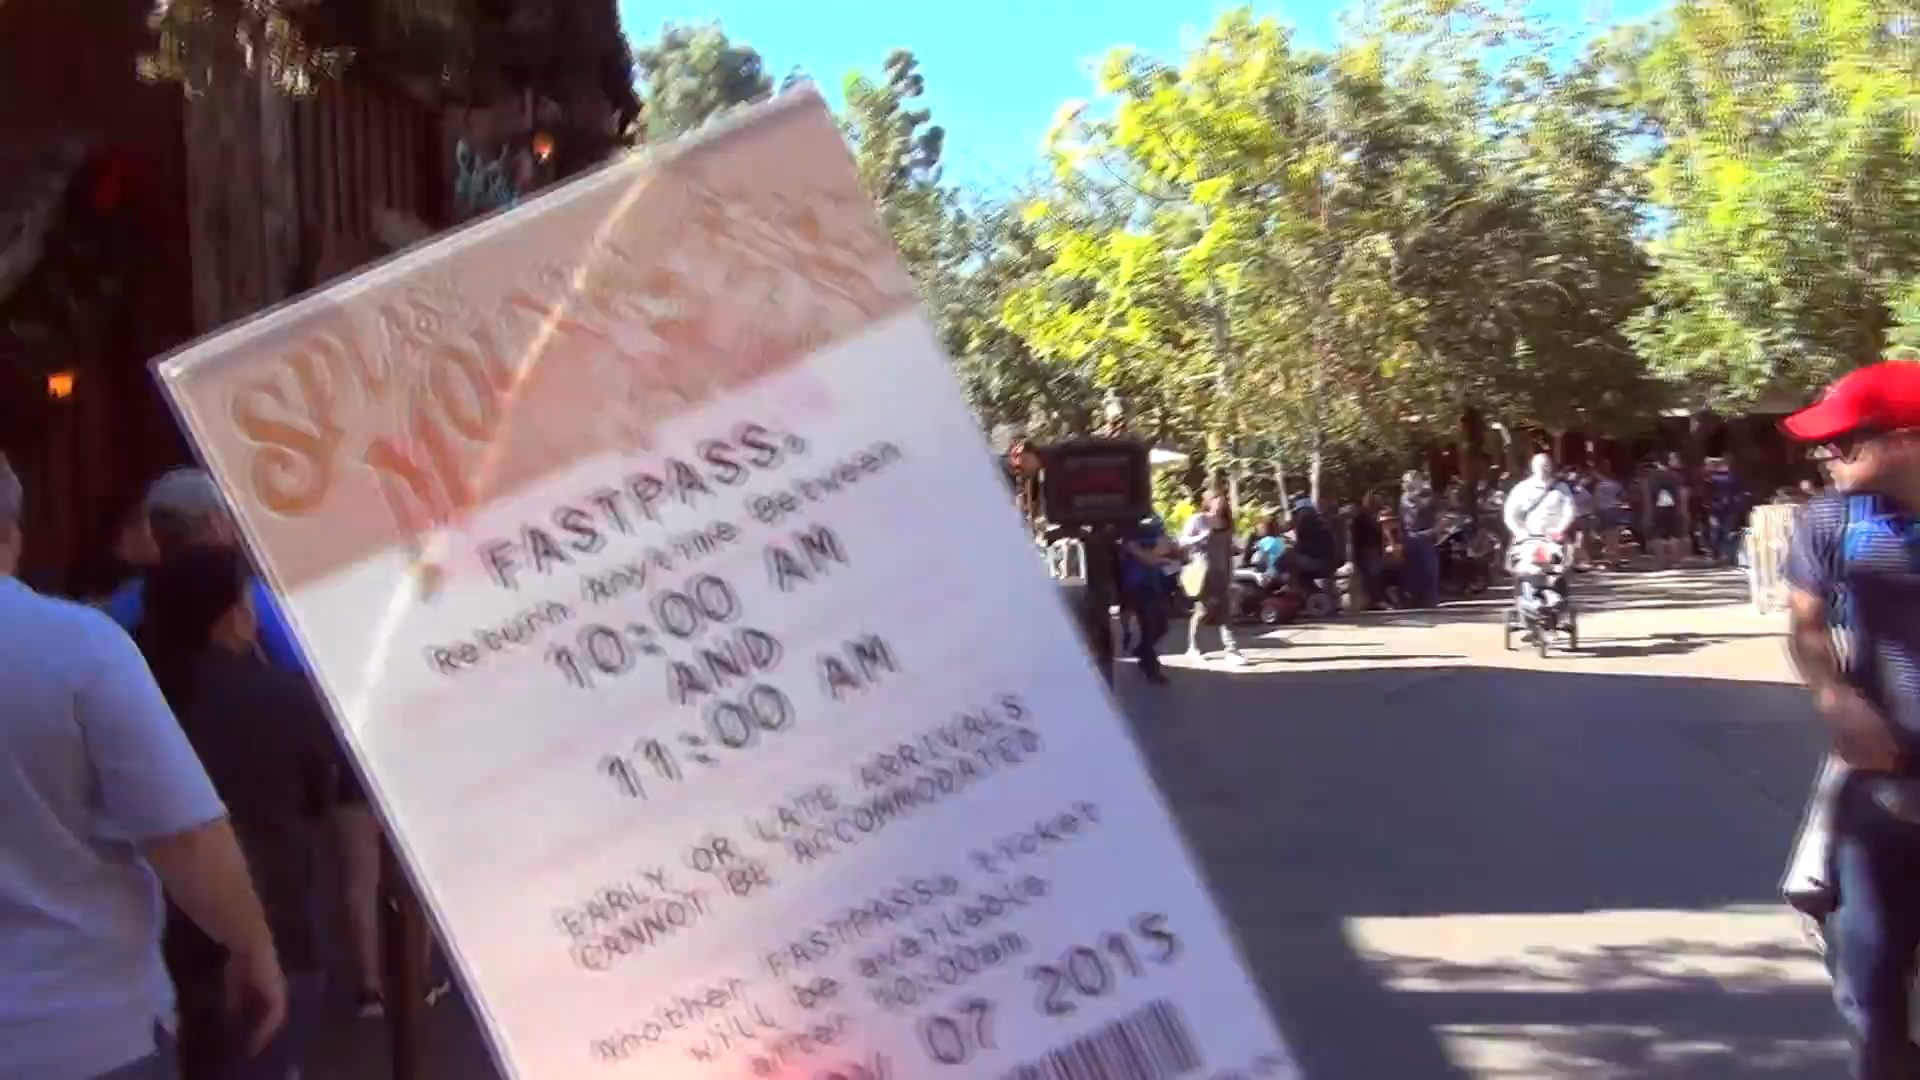 FASTPASS®
Return Anytime Between
10:00 AM
AND
11:00 AM
EARLY OR LATE ARRIVALS
CANNOT BE ACCOMMODATED
Another FASTPASS® ticket
will be available
after 10:00am
07 2015